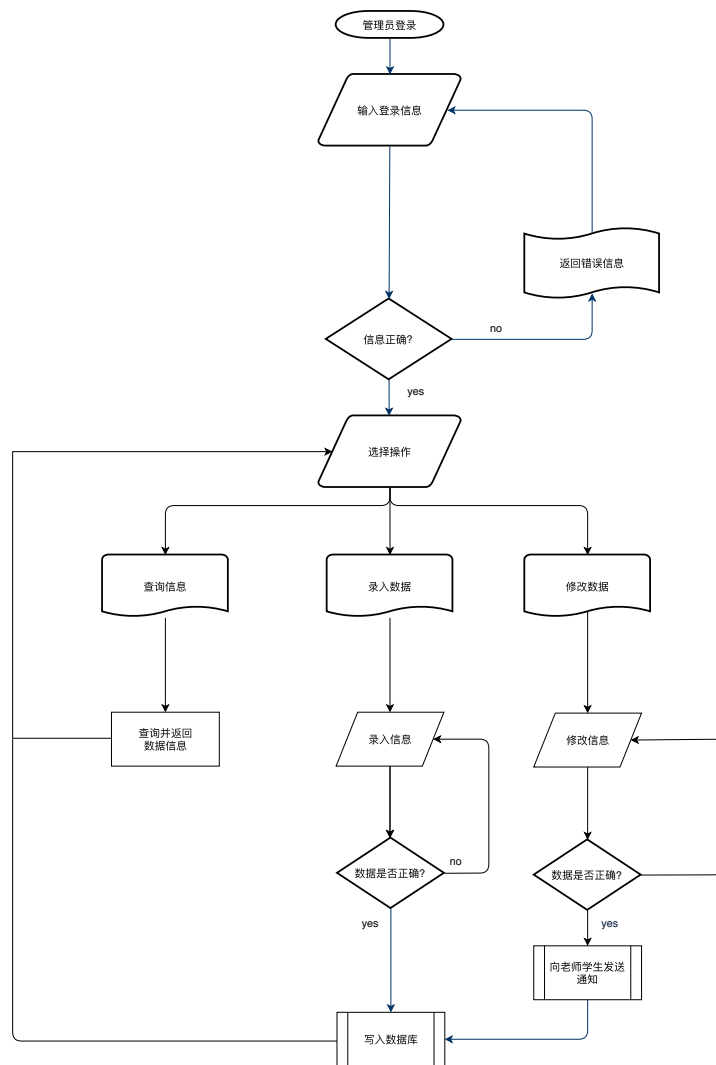 管理员登录
输入登录信息
返回错误信息
信息正确?
no
yes
选择操作
查询信息
录入数据
修改数据
查询并返回
数据信息
录入信息
修改信息
数据是否正确?
no
数据是否正确?
yes
yes
向老师学生发送
通知
写入数据库